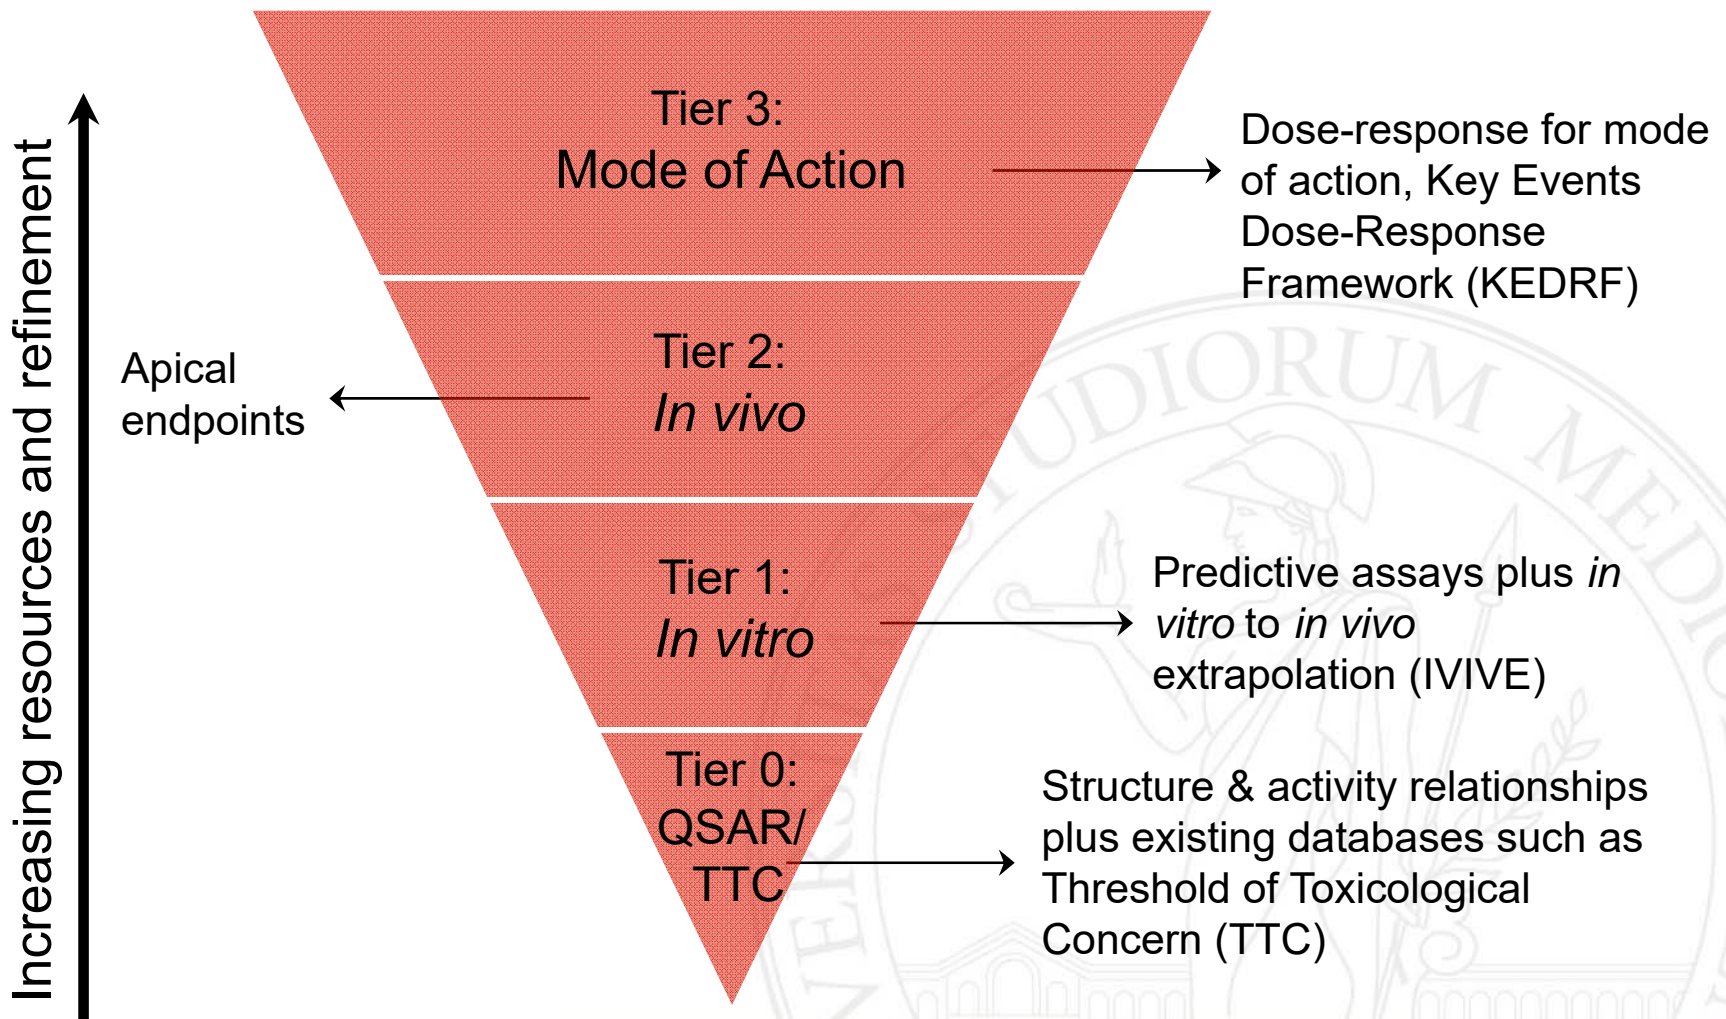 Increasing resources and refinement
Tier 3:
Mode of Action
Dose-response for mode
of action, Key Events
Dose-Response
Framework (KEDRF)
Tier 2:
In vivo
Apical
endpoints
Tier 1:
In vitro
Predictive assays plus in
vitro to in vivo
extrapolation (IVIVE)
Tier 0:
QSAR/
TTC
Structure & activity relationships
plus existing databases such as
Threshold of Toxicological
Concern (TTC)
STUDIORUM